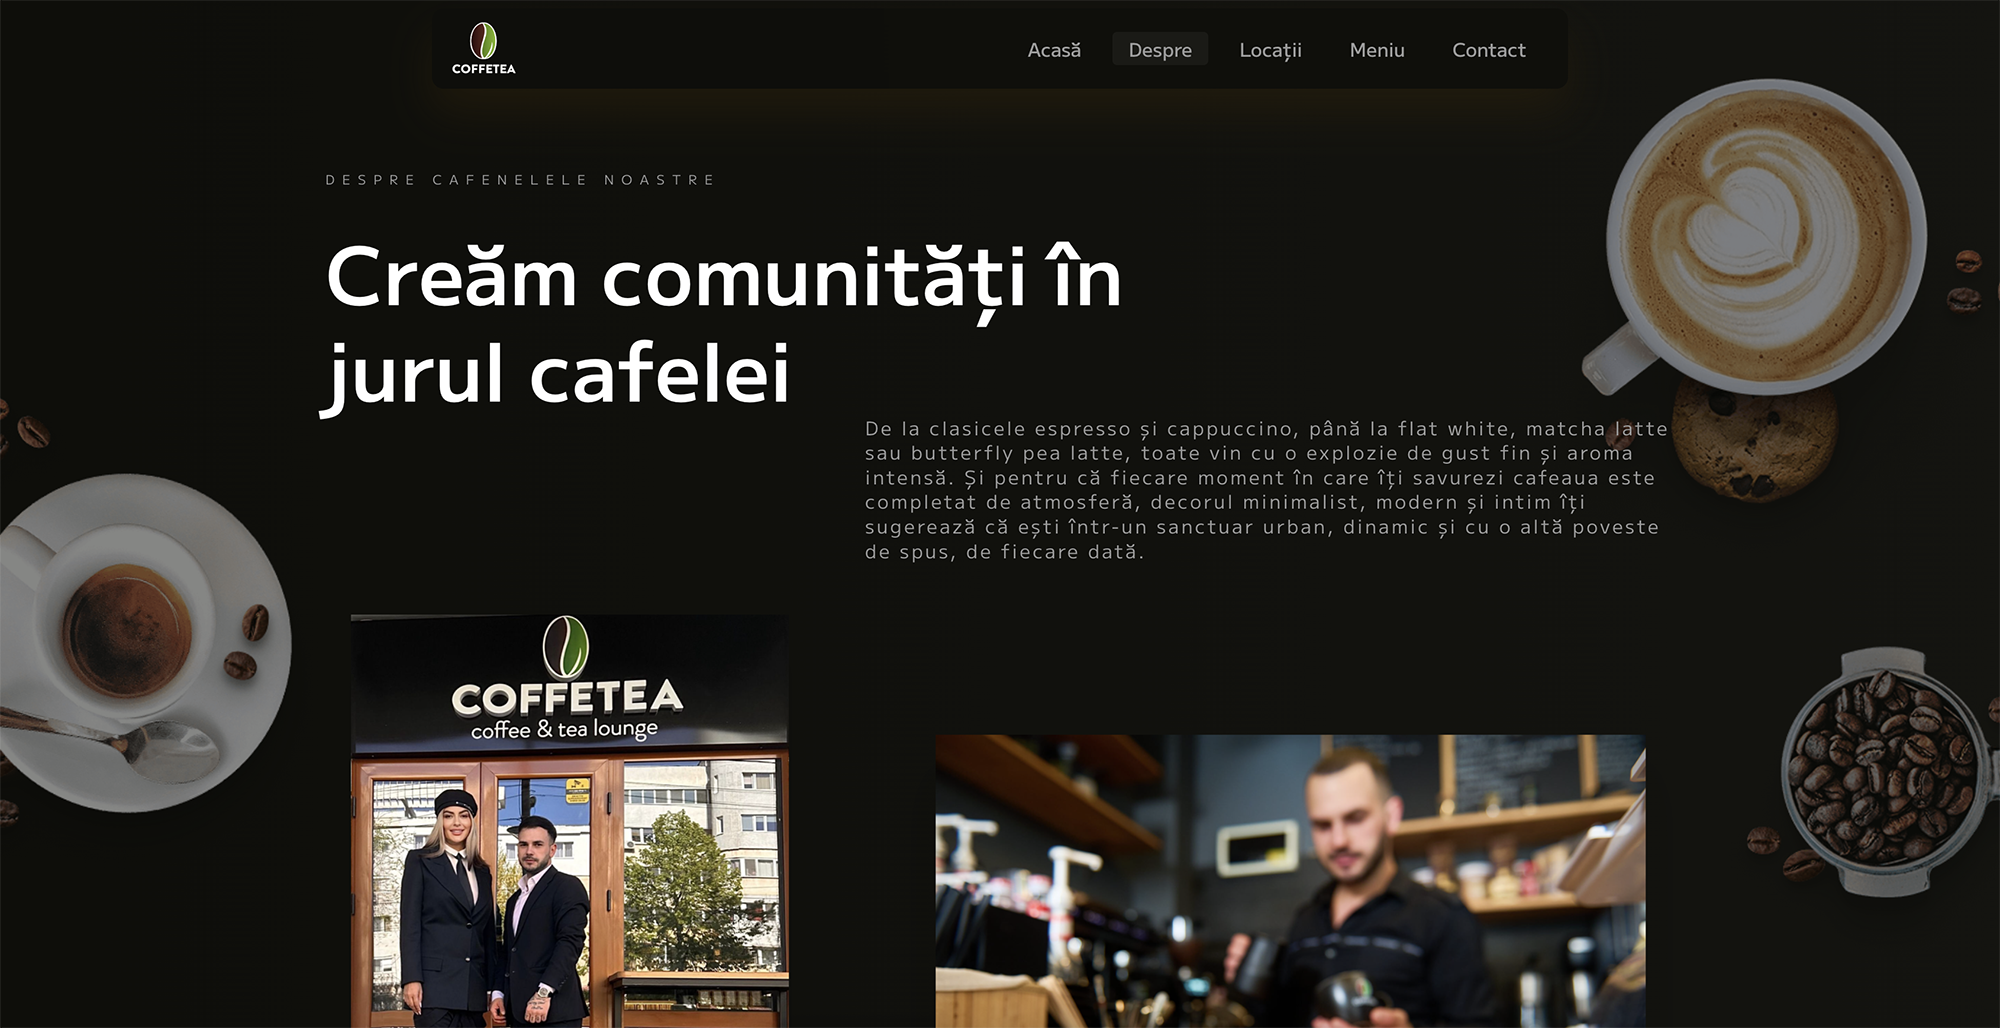 COFFETEA
Acasă
Despre
Locații
Meniu
Contact
DESPRE CAFENELELE NOASTRE
Creăm comunități în
jurul cafelei
De la clasicele espresso și cappuccino, până la flat white, matcha latte
sau butterfly pea latte, toate vin cu o explozie de gust fin și aroma
intensă. Și pentru că fiecare moment în care îți savurezi cafeaua este
completat de atmosferă, decorul minimalist, modern și intim îți
sugerează că ești într-un sanctuar urban, dinamic și cu o altă poveste
de spus, de fiecare dată.
COFFETEA
coffee & tea lounge